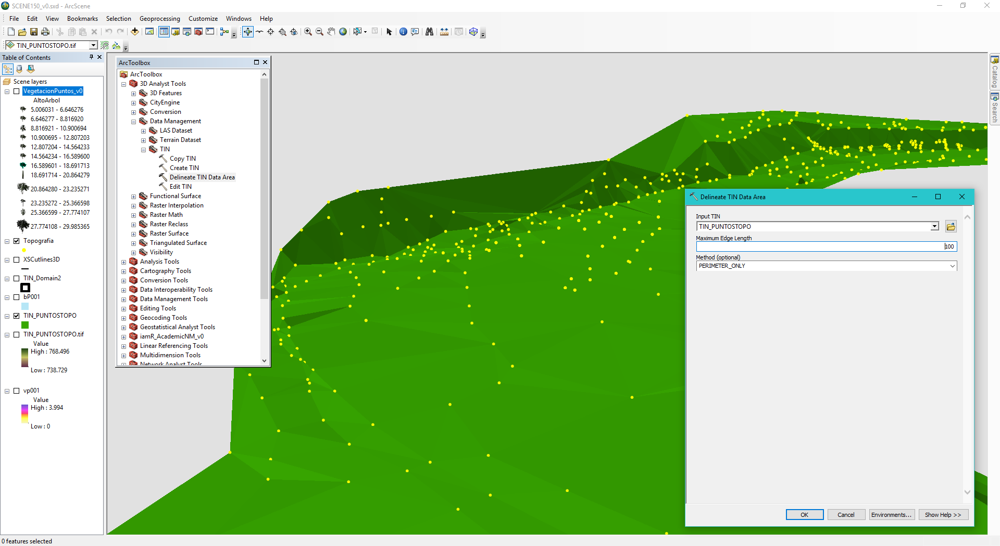 SCENE150_v0.sxd - ArcScene
File Edit View Bookmarks Selection Geoprocessing Customize Windows Help
TIN_PUNTOSTOPO.tif
Table of Contents
Scene layers
VegetacionPuntos_v0
AltoArbol
5.006031 - 6.646276
6.646277 - 8.816920
8.816921 - 10.900694
10.900695 - 12.807203
12.807204 - 14.564233
14.564234 - 16.589600
16.589601 - 18.691713
18.691714 - 20.864279
20.864280 - 23.235271
23.235272 - 25.366598
25.366599 - 27.774107
27.774108 - 29.985365
Topografia
XSCutlines3D
TIN_Domain2
bP001
TIN_PUNTOSTOPO
TIN_PUNTOSTOPO.tif
Value
High : 768.496
Low : 738.729
vp001
Value
High : 3.994
Low : 0
ArcToolbox
ArcToolbox
3D Analyst Tools
3D Features
CityEngine
Conversion
Data Management
LAS Dataset
Terrain Dataset
TIN
Copy TIN
Create TIN
Delineate TIN Data Area
Edit TIN
Functional Surface
Raster Interpolation
Raster Math
Raster Reclass
Raster Surface
Triangulated Surface
Visibility
Analysis Tools
Cartography Tools
Conversion Tools
Data Interoperability Tools
Data Management Tools
Editing Tools
Geocoding Tools
Geostatistical Analyst Tools
iamR_AcademicNM_v0
Linear Referencing Tools
Multidimension Tools
Network Analyst Tools
Delineate TIN Data Area
Input TIN
TIN_PUNTOSTOPO
Maximum Edge Length
100
Method (optional)
PERIMETER_ONLY
OK Cancel Environments... Show Help >>
Catalog
Search
0 features selected